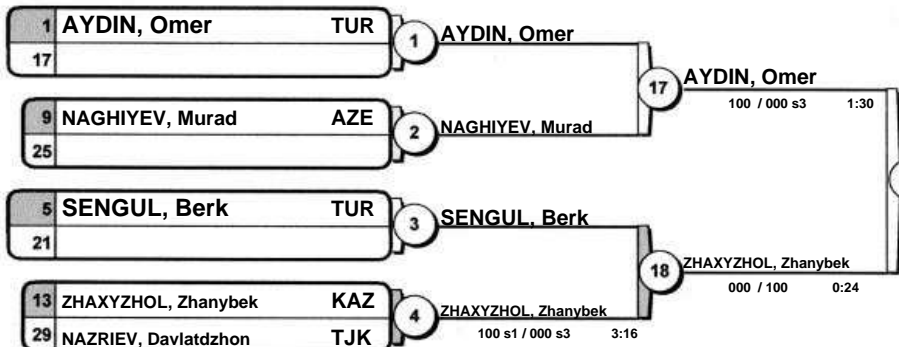 1 AYDIN, Omer TUR
17
1 AYDIN, Omer
9 NAGHIYEV, Murad AZE
25
2 NAGHIYEV, Murad
17 AYDIN, Omer
100 / 000 s3 1:30
5 SENGUL, Berk TUR
21
3 SENGUL, Berk
13 ZHAXYZHOL, Zhanybek KAZ
29 NAZRIEV, Davlatdzhon TJK
4 ZHAXYZHOL, Zhanybek
100 s1 / 000 s3 3:16
18 ZHAXYZHOL, Zhanybek
000 / 100 0:24